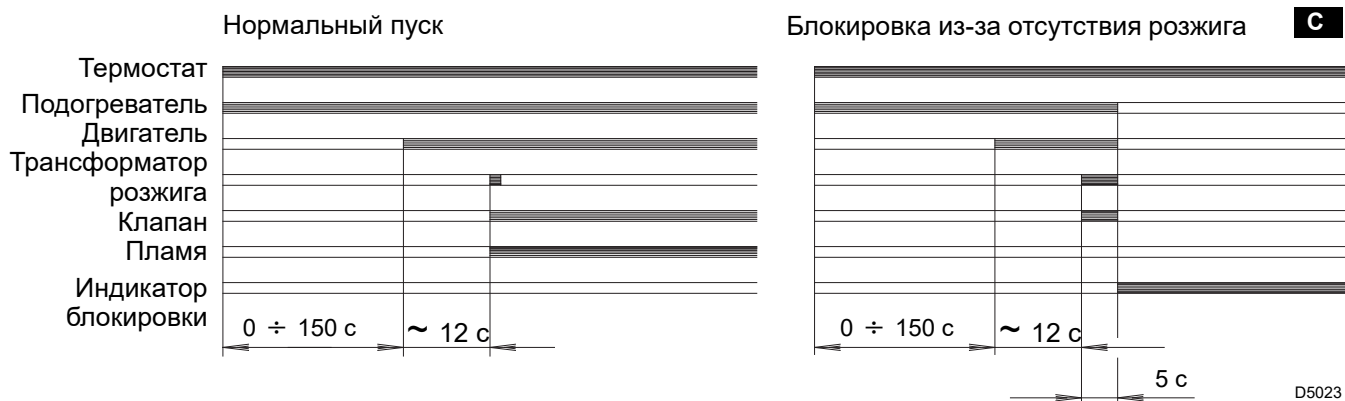 Нормальный пуск
Блокировка из-за отсутствия розжига
C
Термостат
Подогреватель
Двигатель
Трансформатор
розжига
Клапан
Пламя
Индикатор
блокировки
0 ÷ 150 с
~ 12 с
0 ÷ 150 с
~ 12 с
5 с
D5023